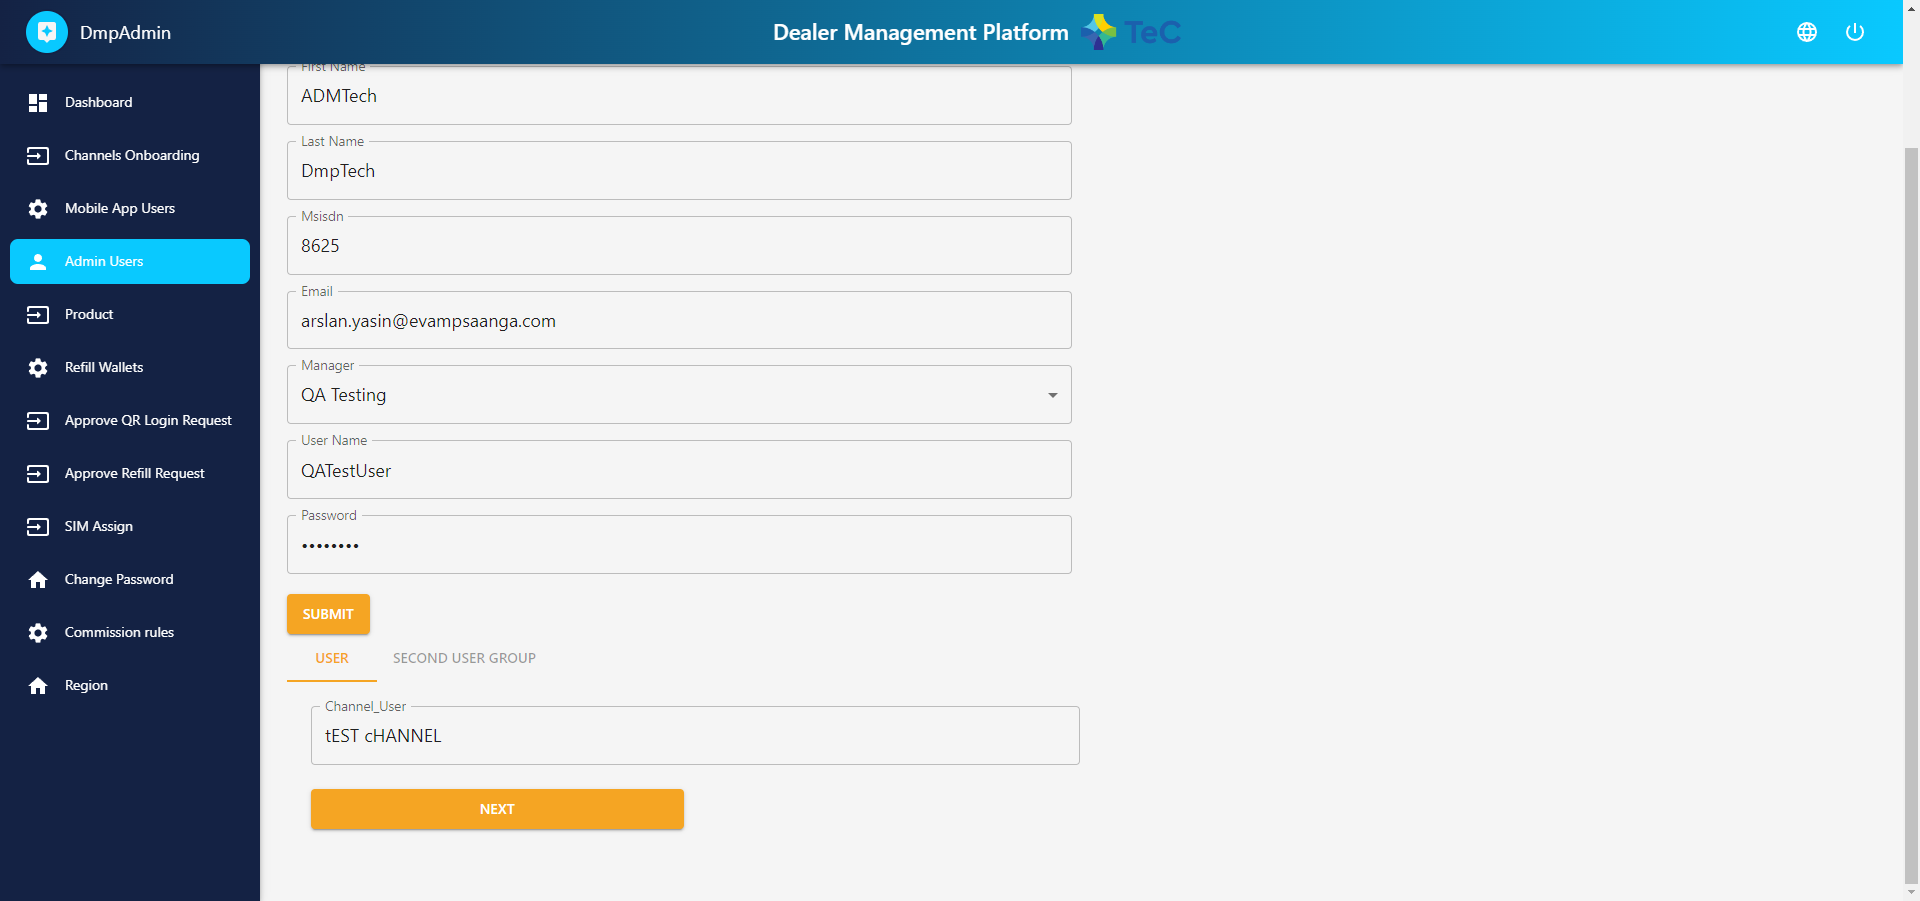 DmpAdmin
Dealer Management Platform TeC
Dashboard
Channels Onboarding
Mobile App Users
Admin Users
Product
Refill Wallets
Approve QR Login Request
Approve Refill Request
SIM Assign
Change Password
Commission rules
Region
First Name
ADMTech
Last Name
DmpTech
Msisdn
8625
Email
arslan.yasin@evampsaanga.com
Manager
QA Testing
User Name
QATestUser
Password
••••••••
SUBMIT
USER SECOND USER GROUP
Channel_User
tEST cHANNEL
NEXT